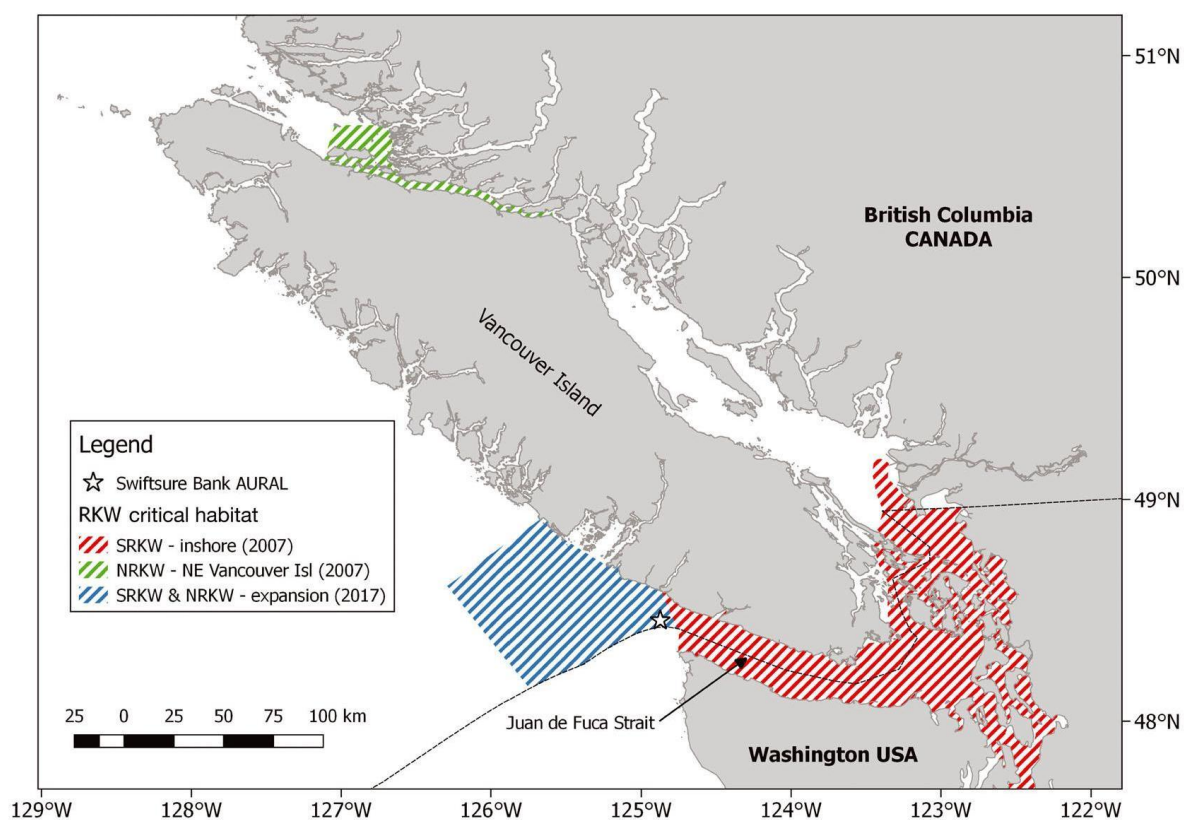 51°N
British Columbia
CANADA
50°N
Vancouver Island
Legend
Swiftsure Bank AURAL
RKW critical habitat
SRKW - inshore (2007)
NRKW - NE Vancouver Isl (2007)
SRKW & NRKW - expansion (2017)
49°N
25 0 25 50 75 100 km
Juan de Fuca Strait
48°N
Washington USA
129°W 128°W 127°W 126°W 125°W 124°W 123°W 122°W